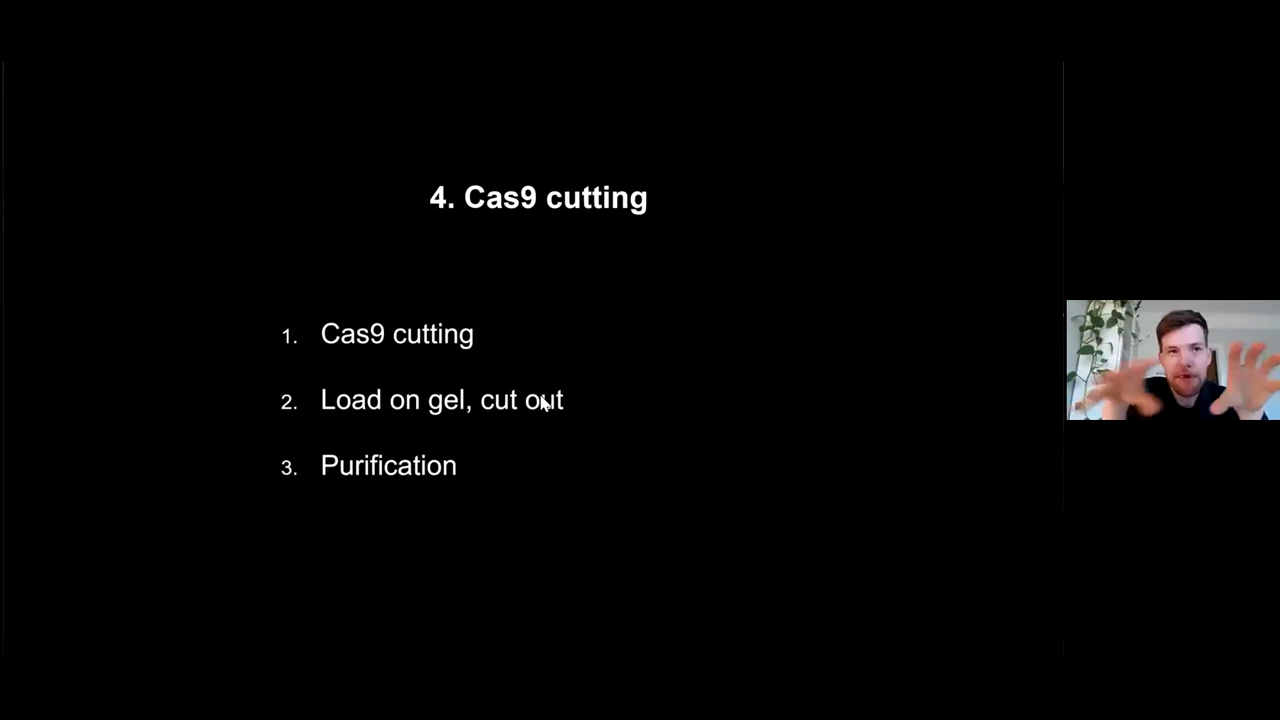 4. Cas9 cutting
1. Cas9 cutting
2. Load on gel, cut out
3. Purification